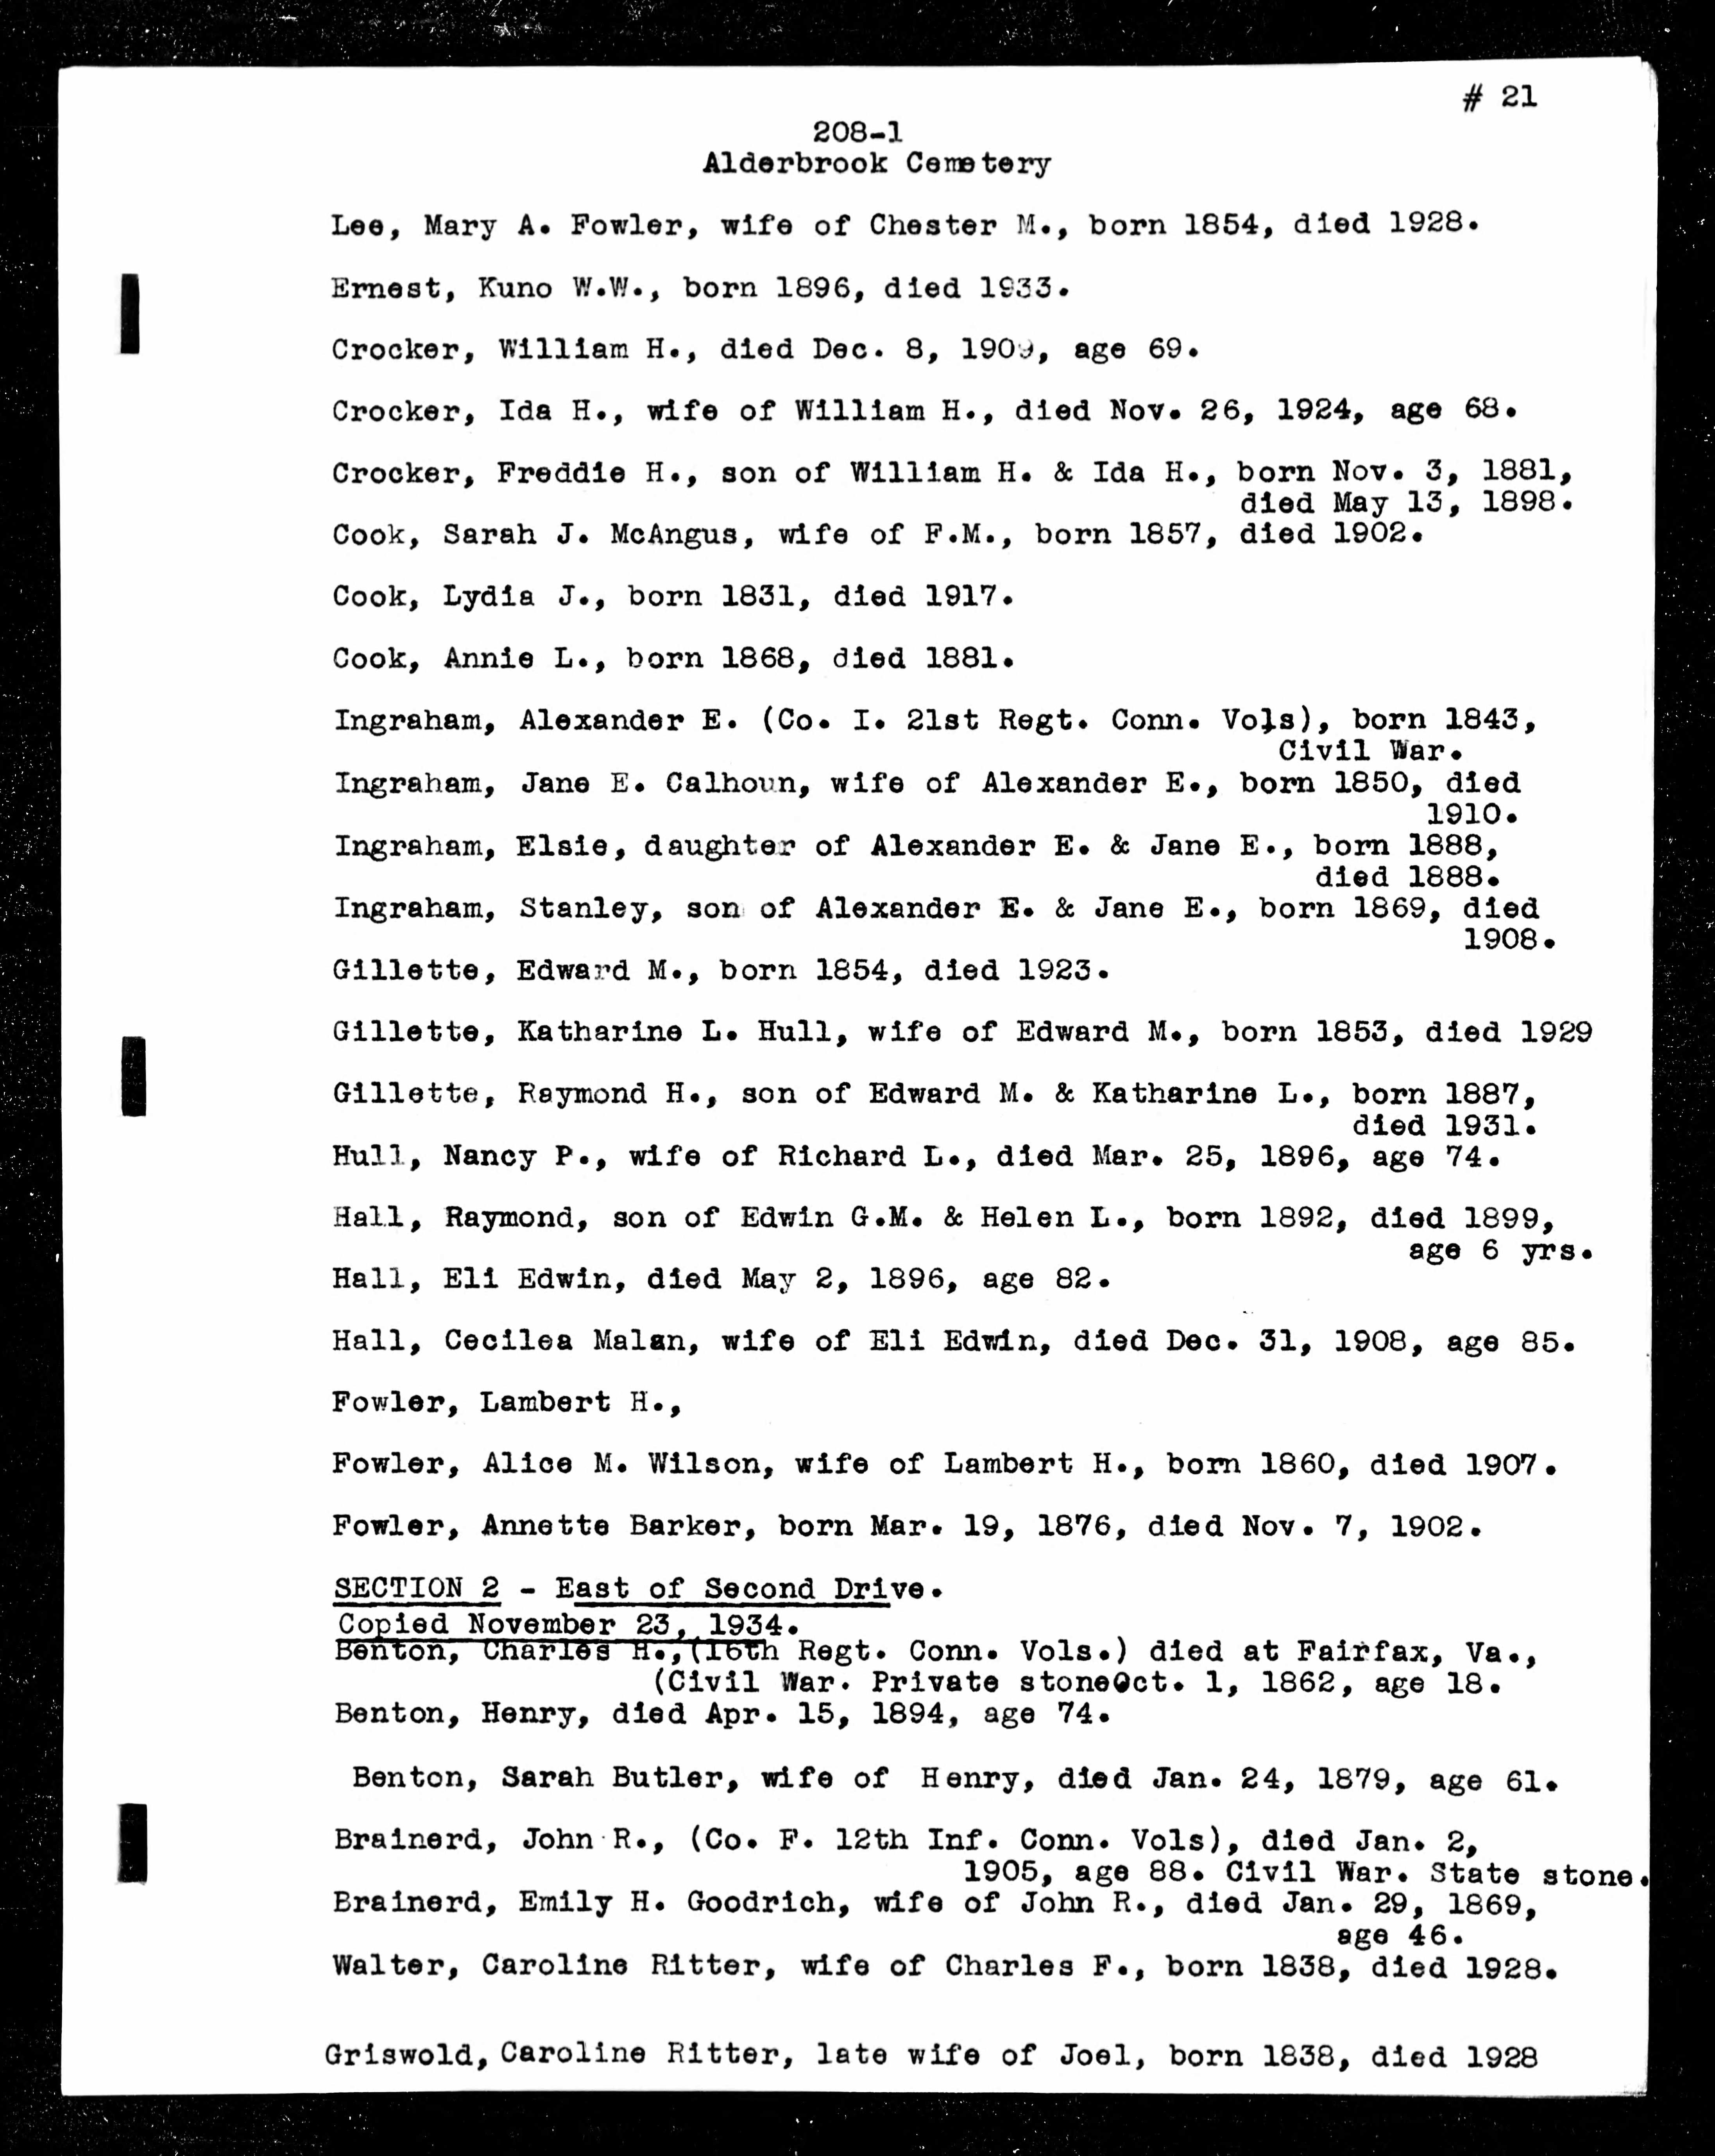 # 21
208-1
Alderbrook Cemetery
Lee, Mary A. Fowler, wife of Chester M., born 1854, died 1928.
Ernest, Kuno W.W., born 1896, died 1933.
Crocker, William H., died Dec. 8, 1909, age 69.
Crocker, Ida H., wife of William H., died Nov. 26, 1924, age 68.
Crocker, Freddie H., son of William H. & Ida H., born Nov. 3, 1881,
died May 13, 1898.
Cook, Sarah J. McAngus, wife of F.M., born 1857, died 1902.
Cook, Lydia J., born 1831, died 1917.
Cook, Annie L., born 1868, died 1881.
Ingraham, Alexander E. (Co. I. 21st Regt. Conn. Vols), born 1843,
Civil War.
Ingraham, Jane E. Calhoun, wife of Alexander E., born 1850, died
1910.
Ingraham, Elsie, daughter of Alexander E. & Jane E., born 1888,
died 1888.
Ingraham, Stanley, son of Alexander E. & Jane E., born 1869, died
1908.
Gillette, Edward M., born 1854, died 1923.
Gillette, Katharine L. Hull, wife of Edward M., born 1853, died 1929
Gillette, Raymond H., son of Edward M. & Katharine L., born 1887,
died 1931.
Hull, Nancy P., wife of Richard L., died Mar. 25, 1896, age 74.
Hall, Raymond, son of Edwin G.M. & Helen L., born 1892, died 1899,
age 6 yrs.
Hall, Eli Edwin, died May 2, 1896, age 82.
Hall, Cecilea Malan, wife of Eli Edwin, died Dec. 31, 1908, age 85.
Fowler, Lambert H.,
Fowler, Alice M. Wilson, wife of Lambert H., born 1860, died 1907.
Fowler, Annette Barker, born Mar. 19, 1876, died Nov. 7, 1902.
SECTION 2 - East of Second Drive.
Copied November 23, 1934.
Benton, Charles H.,(16th Regt. Conn. Vols.) died at Fairfax, Va.,
(Civil War. Private stoneOct. 1, 1862, age 18.
Benton, Henry, died Apr. 15, 1894, age 74.
Benton, Sarah Butler, wife of Henry, died Jan. 24, 1879, age 61.
Brainerd, John R., (Co. F. 12th Inf. Conn. Vols), died Jan. 2,
1905, age 88. Civil War. State stone.
Brainerd, Emily H. Goodrich, wife of John R., died Jan. 29, 1869,
age 46.
Walter, Caroline Ritter, wife of Charles F., born 1838, died 1928.
Griswold, Caroline Ritter, late wife of Joel, born 1838, died 1928